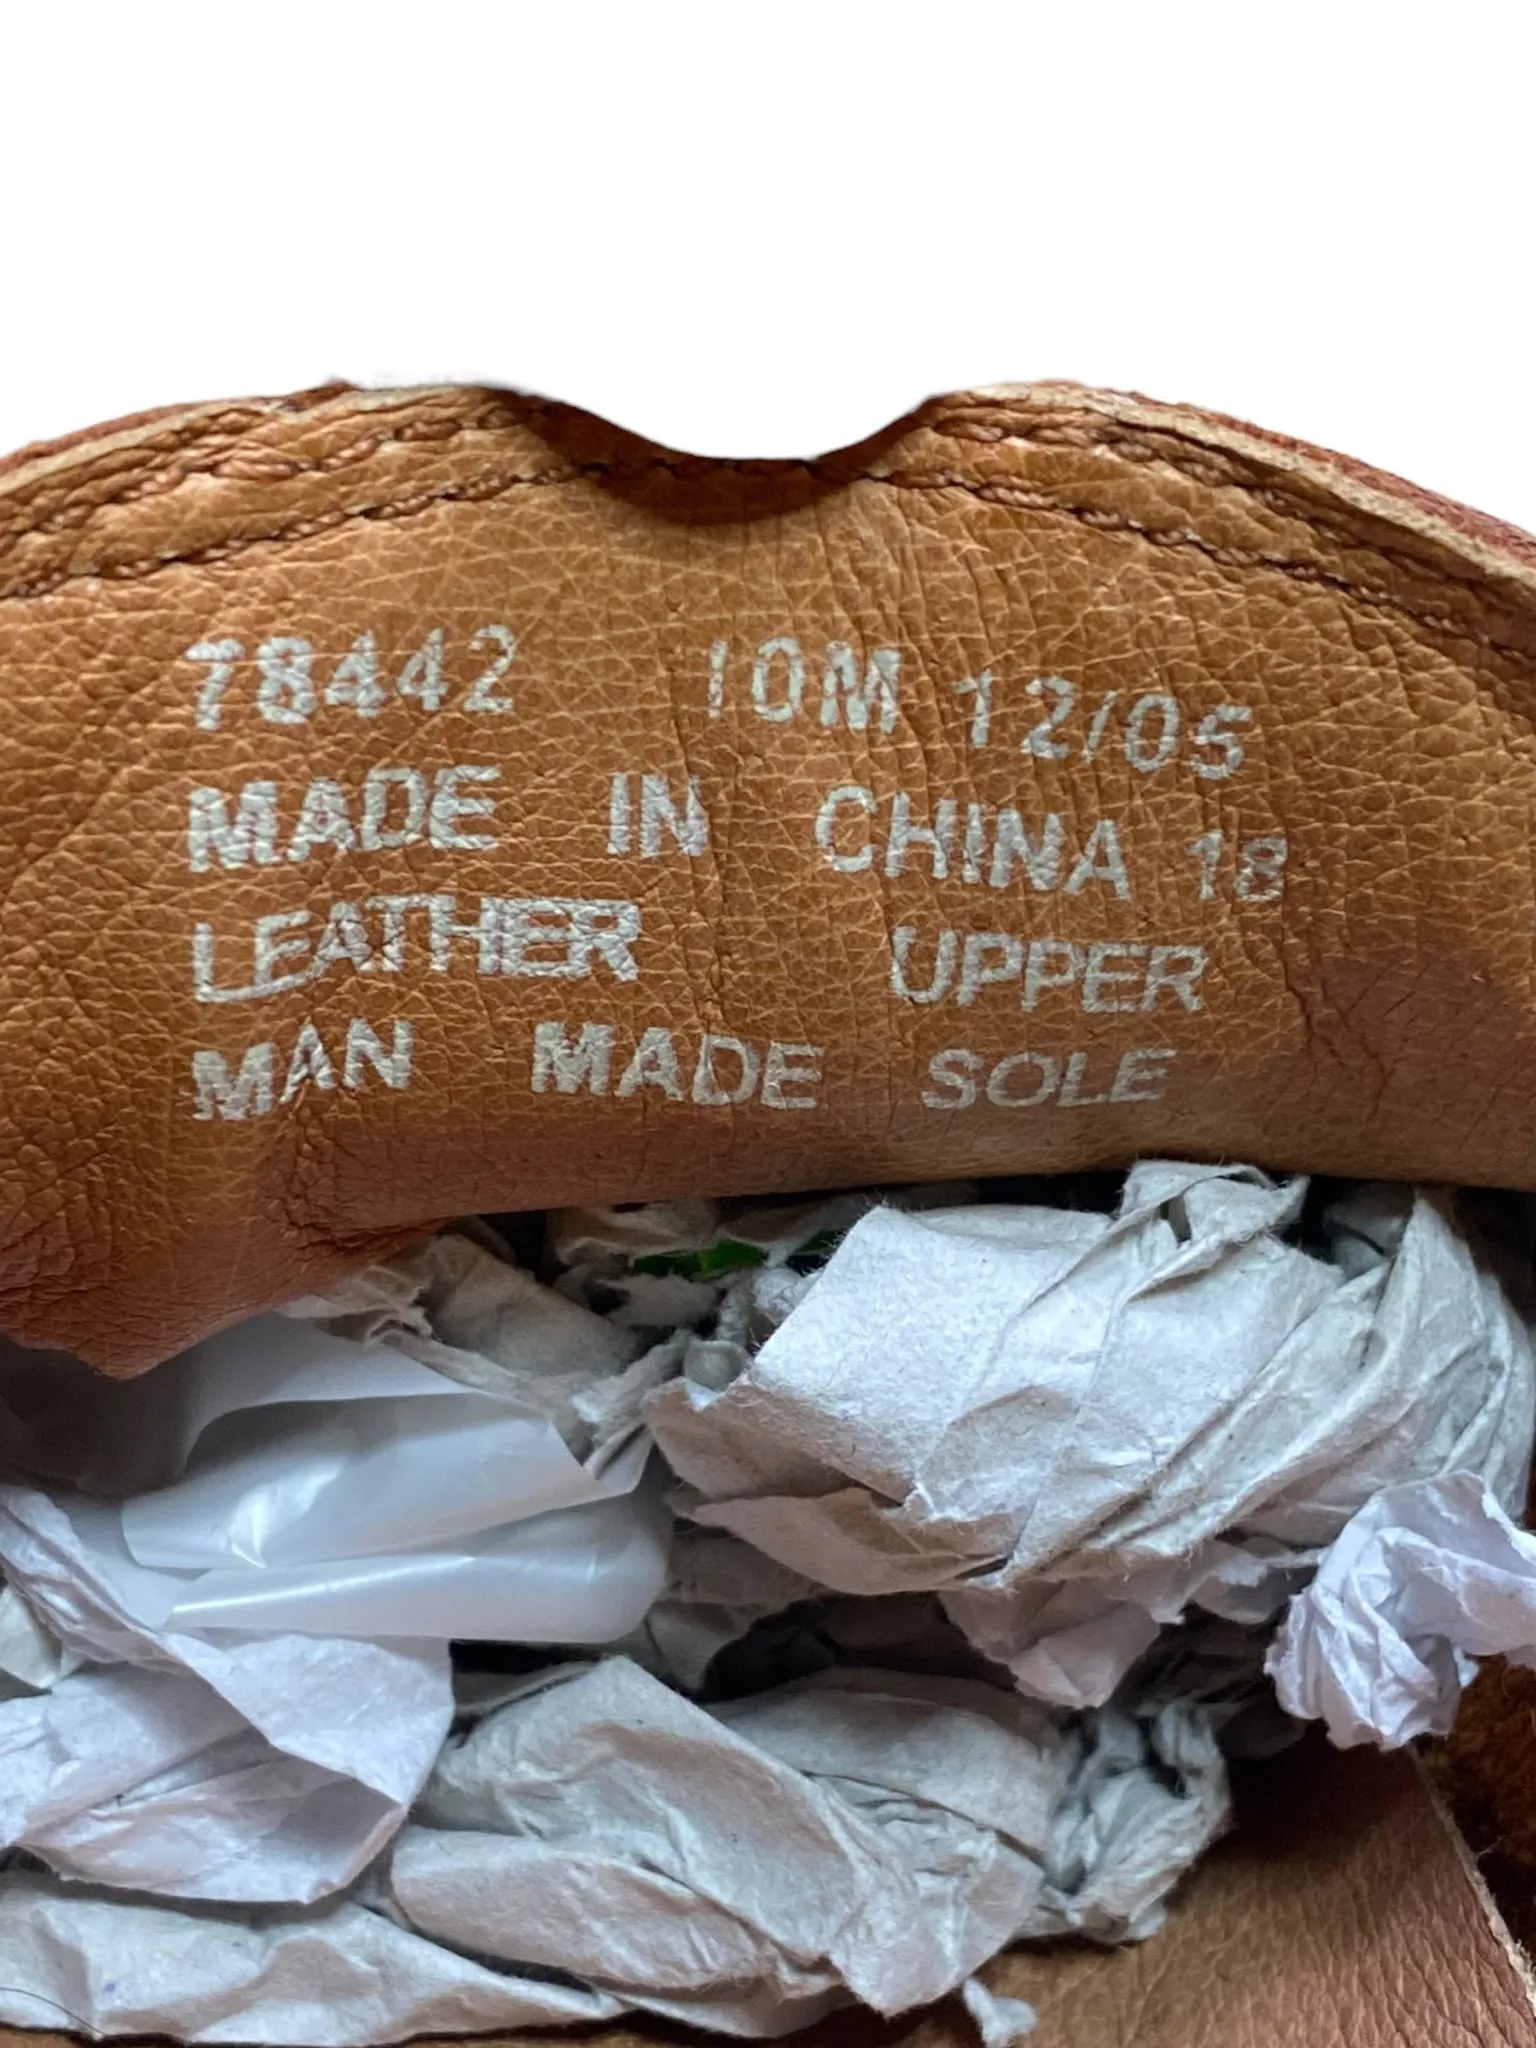 78442 10M 12/05
MADE IN CHINA 18
LEATHER UPPER
MAN MADE SOLE